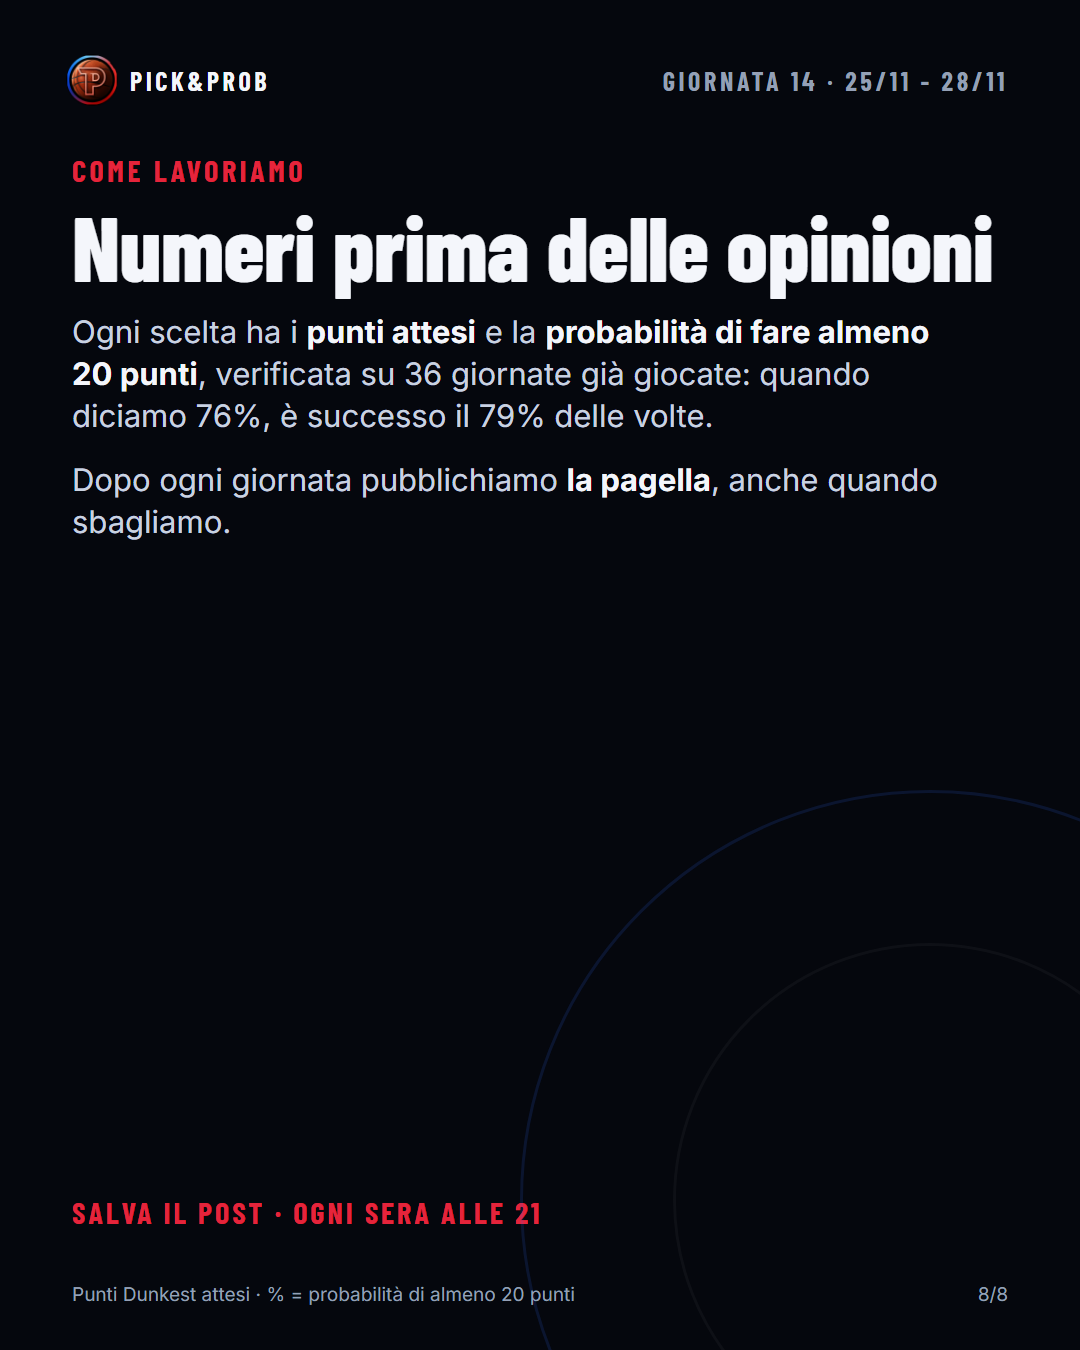 PICK&PROB
GIORNATA 14 · 25/11 - 28/11
COME LAVORIAMO
Numeri prima delle opinioni
Ogni scelta ha i punti attesi e la probabilità di fare almeno
20 punti, verificata su 36 giornate già giocate: quando
diciamo 76%, è successo il 79% delle volte.
Dopo ogni giornata pubblichiamo la pagella, anche quando
sbagliamo.
SALVA IL POST · OGNI SERA ALLE 21
Punti Dunkest attesi · % = probabilità di almeno 20 punti
8/8